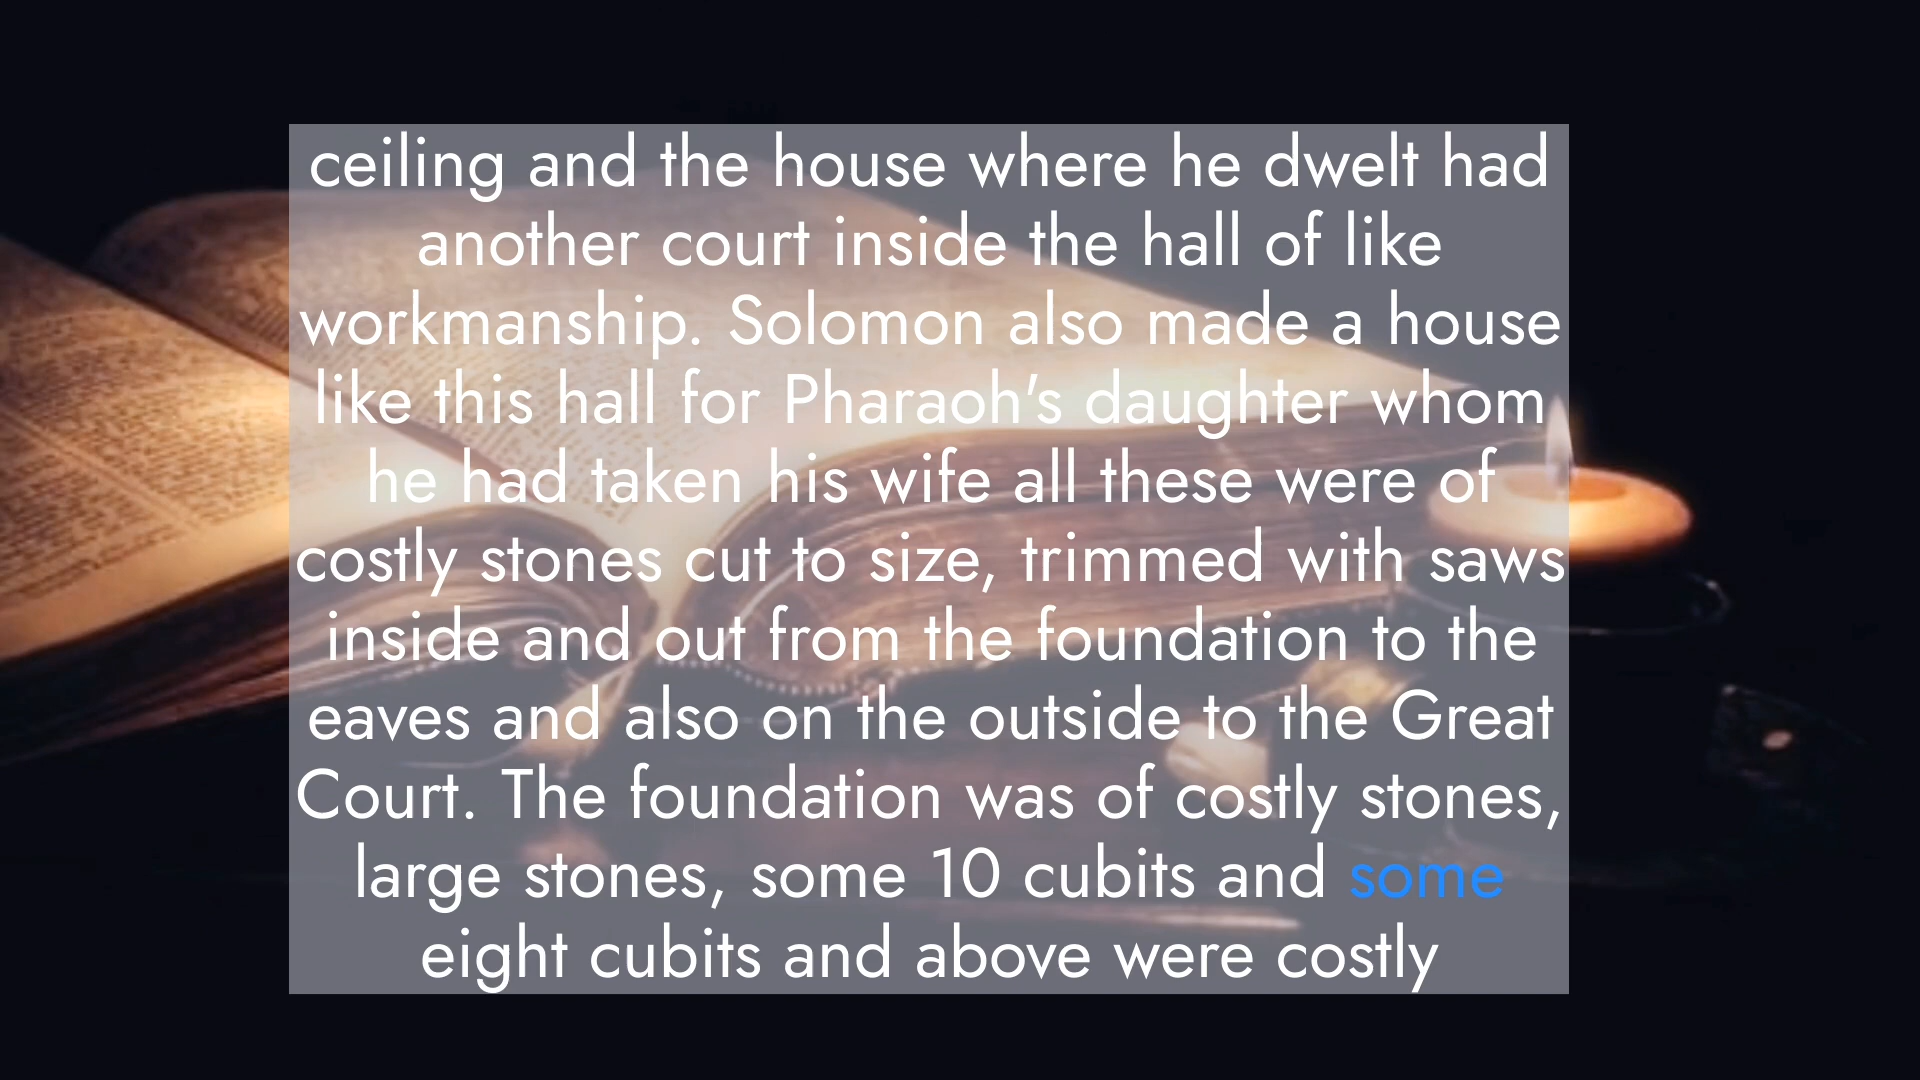 ceiling and the house where he dwelt had
another court inside the hall of like
workmanship. Solomon also made a house
like this hall for Pharaoh's daughter whom
he had taken his wife all these were of
costly stones cut to size, trimmed with saws
inside and out from the foundation to the
eaves and also on the outside to the Great
Court. The foundation was of costly stones,
large stones, some 10 cubits and some
eight cubits and above were costly